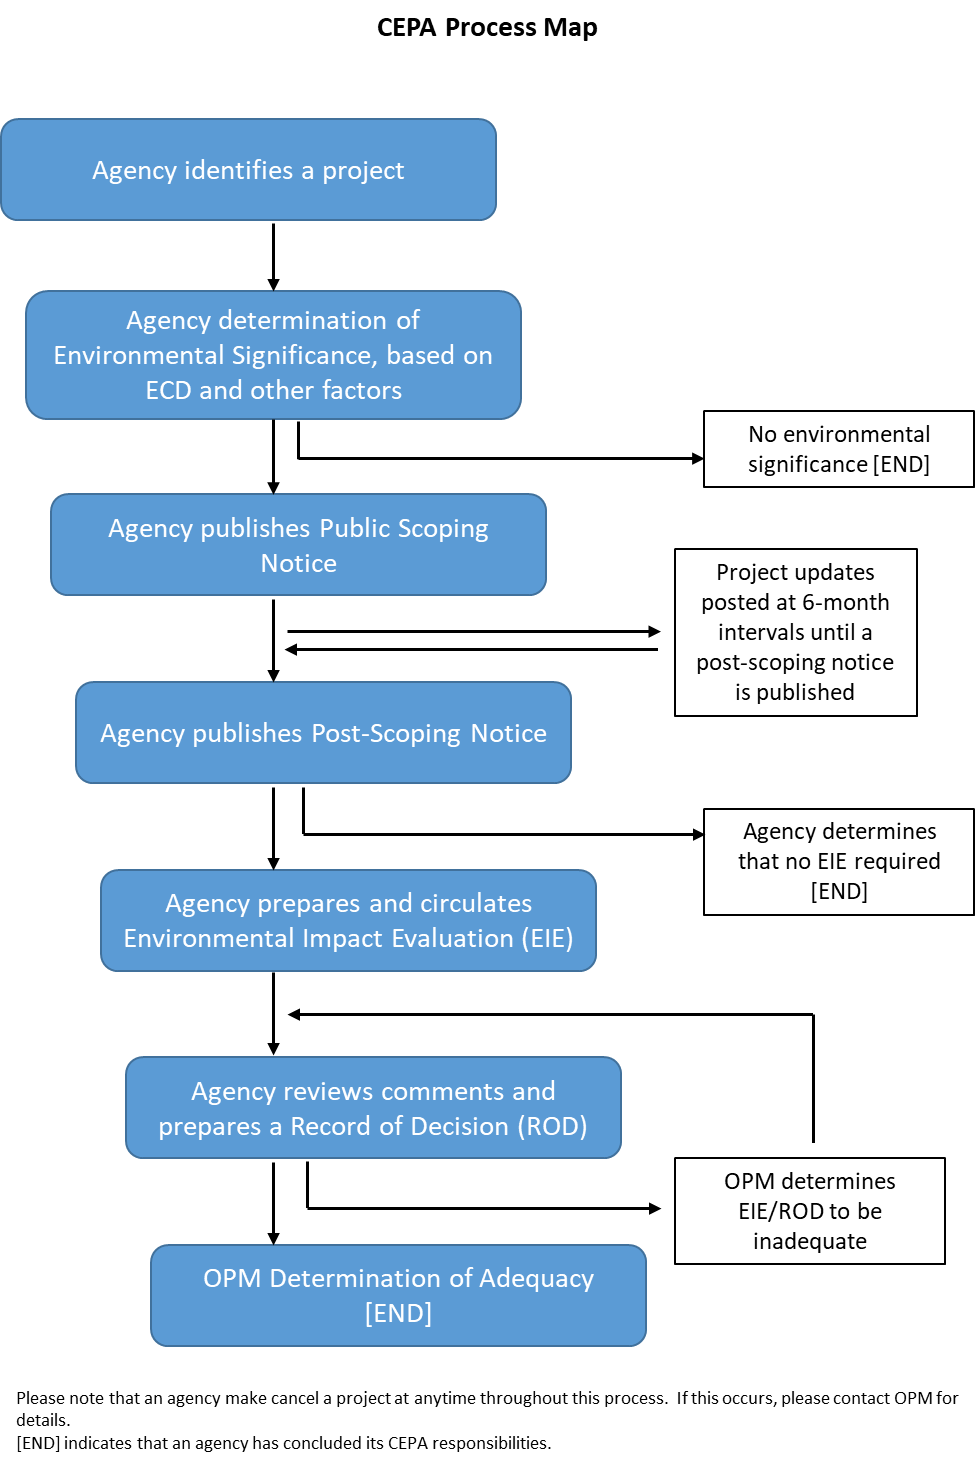 CEPA Process Map
Agency identifies a project
Agency determination of
Environmental Significance, based on
ECD and other factors
No environmental
significance [END]
Agency publishes Public Scoping
Notice
Project updates
posted at 6-month
intervals until a
post-scoping notice
is published
Agency publishes Post-Scoping Notice
Agency determines
that no EIE required
[END]
Agency prepares and circulates
Environmental Impact Evaluation (EIE)
Agency reviews comments and
prepares a Record of Decision (ROD)
OPM determines
EIE/ROD to be
inadequate
OPM Determination of Adequacy
[END]
Please note that an agency make cancel a project at anytime throughout this process.  If this occurs, please contact OPM for
details.
[END] indicates that an agency has concluded its CEPA responsibilities.